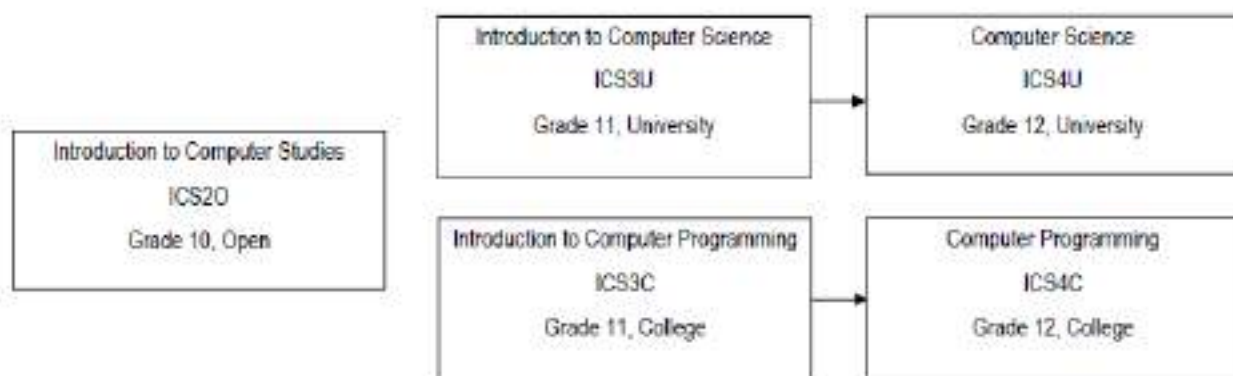 Introduction to Computer Studies
ICS2O
Grade 10, Open
Introduction to Computer Science
ICS3U
Grade 11, University
Computer Science
ICS4U
Grade 12, University
Introduction to Computer Programming
ICS3C
Grade 11, College
Computer Programming
ICS4C
Grade 12, College